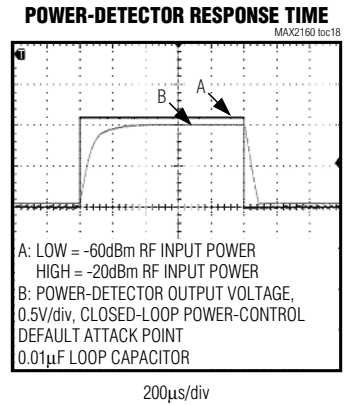 POWER-DETECTOR RESPONSE TIME
MAX2160 toc18
A
B
A: LOW = -60dBm RF INPUT POWER
HIGH = -20dBm RF INPUT POWER
B: POWER-DETECTOR OUTPUT VOLTAGE,
0.5V/div, CLOSED-LOOP POWER-CONTROL
DEFAULT ATTACK POINT
0.01μF LOOP CAPACITOR
200μs/div